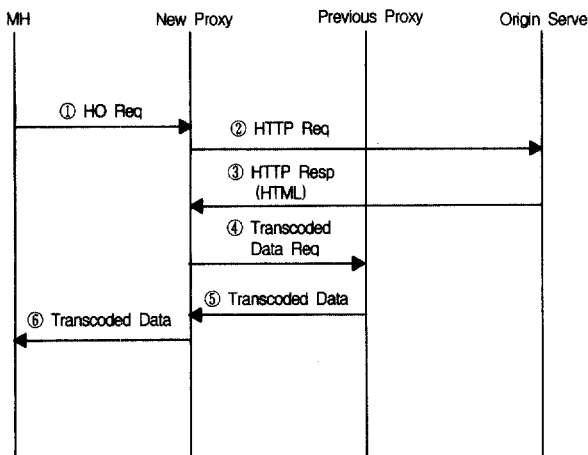 MH New Proxy Previous Proxy Origin Serve
① HO Req
② HTTP Req
③ HTTP Resp
(HTML)
④ Transcoded
Data Req
⑤ Transcoded Data
⑥ Transcoded Data